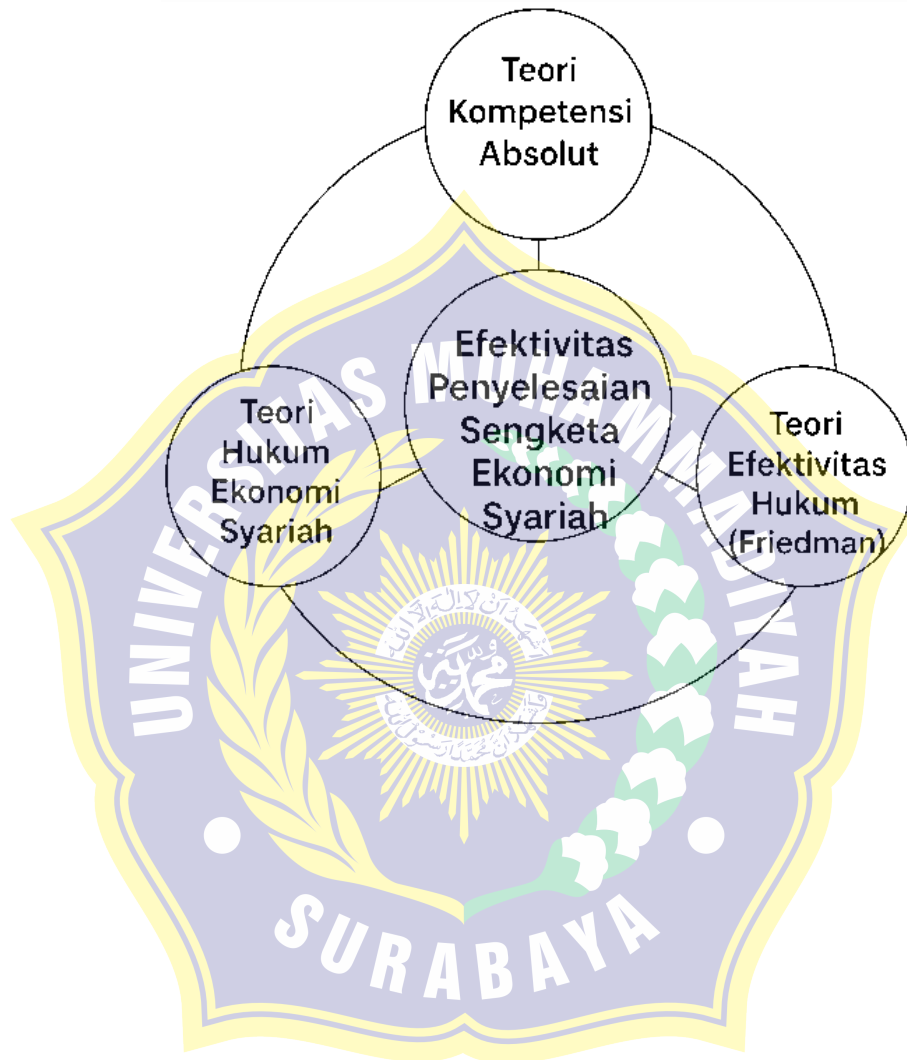 Teori
Kompetensi
Absolut
Efektivitas
Penyelesaian
Sengketa
Ekonomi
Syariah
Teori
Hukum
Ekonomi
Syariah
Teori
Efektivitas
Hukum
(Friedman)
UNIVERSITAS MUHAMMADIYAH
SURABAYA